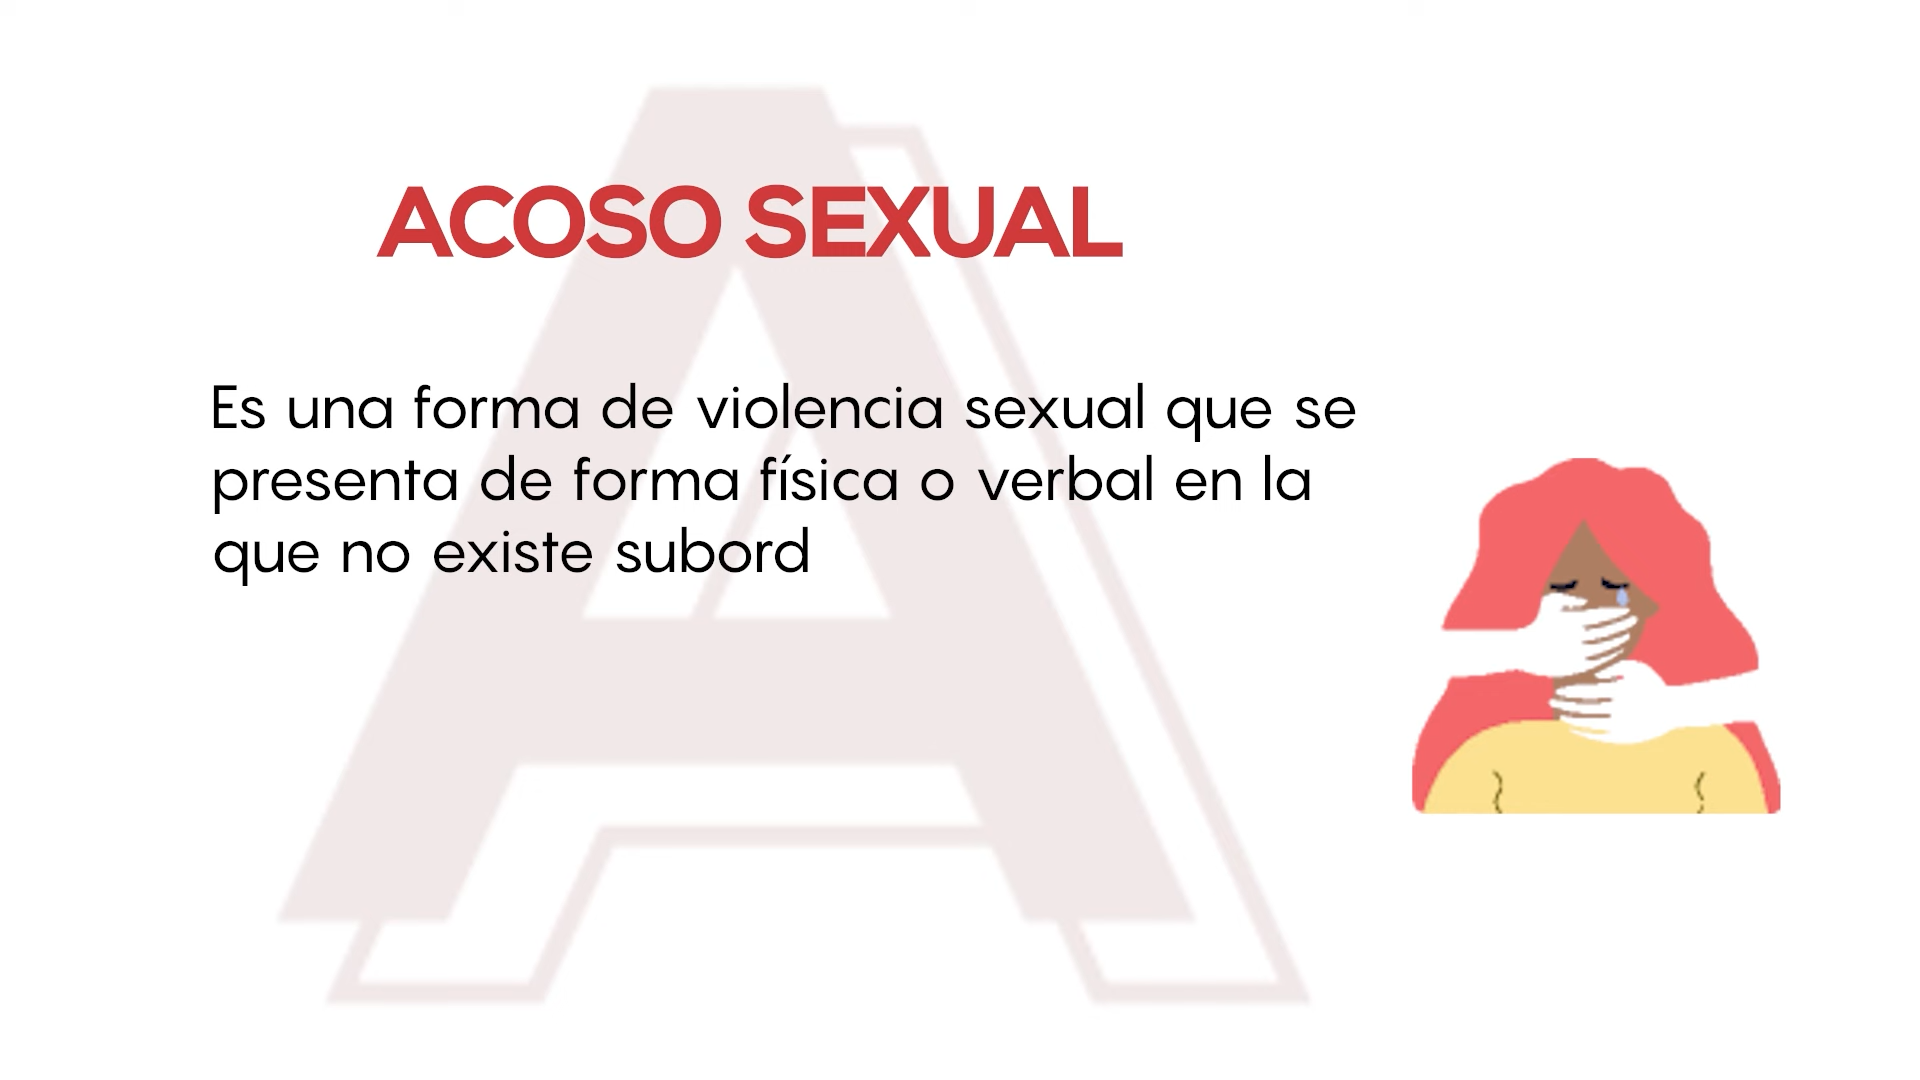 ACOSO SEXUAL
Es una forma de violencia sexual que se
presenta de forma física o verbal en la
que no existe subord